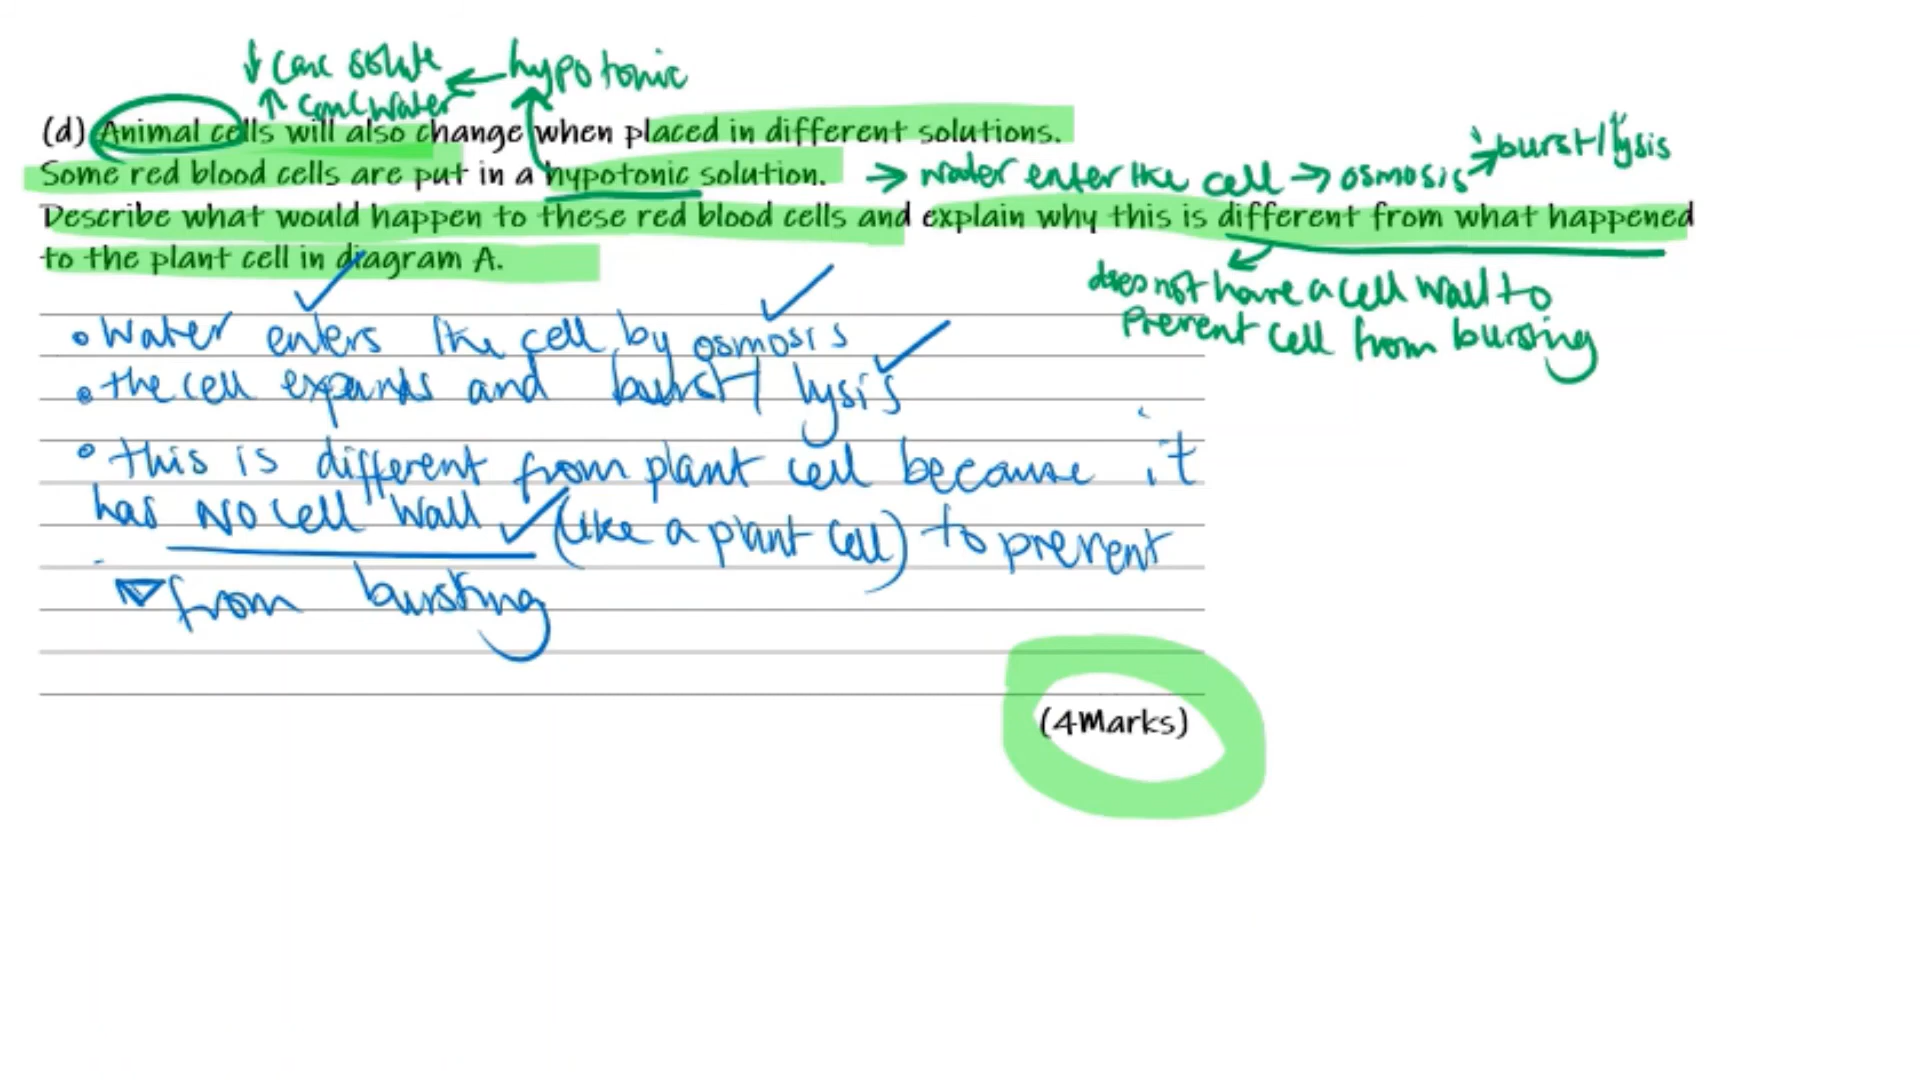 ↓ conc solute ← hypotonic
↑ conc water
(d) Animal cells will also change when placed in different solutions.
→ burst/lysis
Some red blood cells are put in a hypotonic solution. → water enter the cell → osmosis
Describe what would happen to these red blood cells and explain why this is different from what happened
to the plant cell in diagram A.
does not have a cell wall to
prevent cell from bursting
• Water enters the cell by osmosis
• the cell expands and burst/ lysis
• this is different from plant cell because it
has NO cell wall (like a plant cell) to prevent
from bursting
(4Marks)